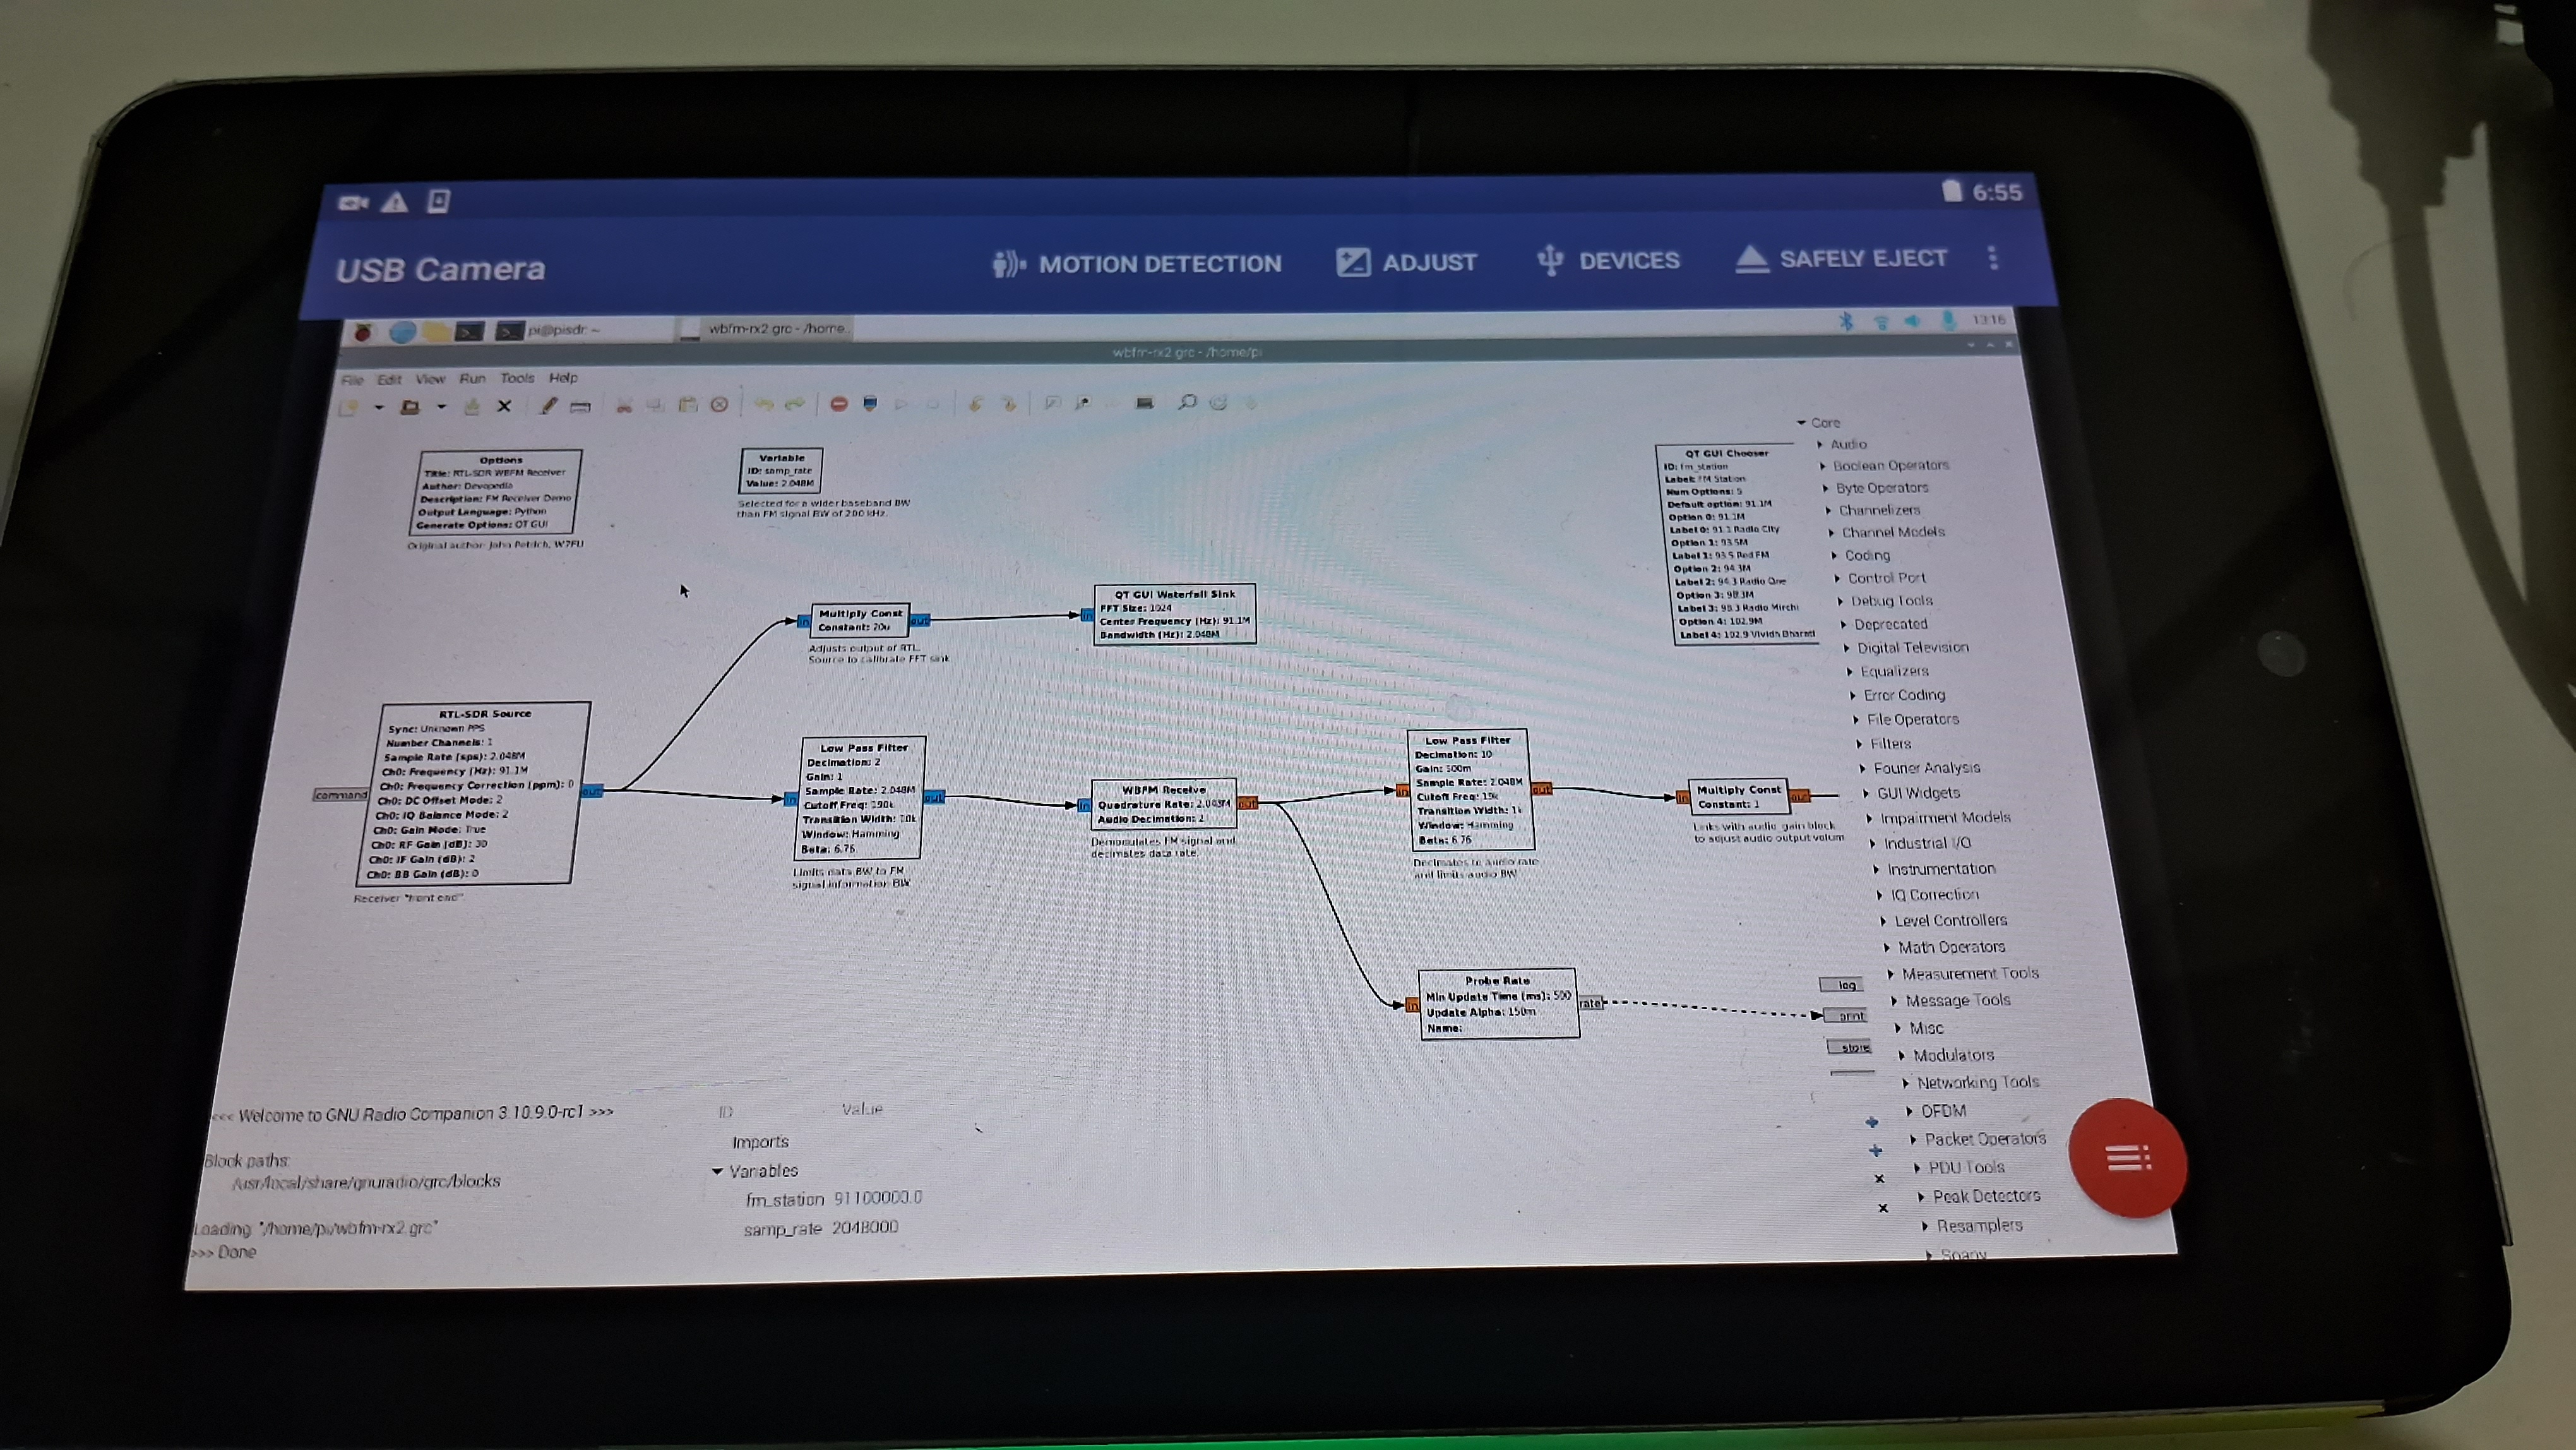 6:55
USB Camera
MOTION DETECTION
ADJUST
DEVICES
SAFELY EJECT
pi@pisdr: ~
wbfm-rx2.grc - /home..
13:16
wbfm-rx2.grc - /home/pi
File Edit View Run Tools Help
Options
Title: RTL-SDR WBFM Receiver
Author: Devopedia
Description: FM Receiver Demo
Output Language: Python
Generate Options: QT GUI
Original author: John Petrich, W7FU
Variable
ID: samp_rate
Value: 2.048M
Selected for a wider baseband BW
than FM signal BW of 200 kHz.
QT GUI Chooser
ID: fm_station
Label: FM Station
Num Options: 5
Default option: 91.1M
Option 0: 91.1M
Label 0: 91.1 Radio City
Option 1: 93.5M
Label 1: 93.5 Red FM
Option 2: 94.3M
Label 2: 94.3 Radio One
Option 3: 98.3M
Label 3: 98.3 Radio Mirchi
Option 4: 102.9M
Label 4: 102.9 Vividh Bharati
in
Multiply Const
Constant: 20u
out
Adjusts output of RTL
Source to calibrate FFT sink.
in
QT GUI Waterfall Sink
FFT Size: 1024
Center Frequency (Hz): 91.1M
Bandwidth (Hz): 2.048M
command
RTL-SDR Source
Sync: Unknown PPS
Number Channels: 1
Sample Rate (sps): 2.048M
Ch0: Frequency (Hz): 91.1M
Ch0: Frequency Correction (ppm): 0
Ch0: DC Offset Mode: 2
Ch0: IQ Balance Mode: 2
Ch0: Gain Mode: True
Ch0: RF Gain (dB): 30
Ch0: IF Gain (dB): 2
Ch0: BB Gain (dB): 0
out
Receiver "front end".
in
Low Pass Filter
Decimation: 2
Gain: 1
Sample Rate: 2.048M
Cutoff Freq:
Transition Width: 10k
Window: Hamming
Beta: 6.76
out
Limits data BW to FM
signal information BW.
in
WBFM Receive
Quadrature Rate: 2.048M
Audio Decimation: 2
out
Demodulates FM signal and
decimates data rate.
in
Low Pass Filter
Decimation: 10
Gain: 500m
Sample Rate: 2.048M
Cutoff Freq: 15k
Transition Width: 1k
Window: Hamming
Beta: 6.76
out
Decimates to audio rate
and limits audio BW
in
Multiply Const
Constant: 1
out
Links with audio gain block
to adjust audio output volum
in
Probe Rate
Min Update Time (ms): 500
Update Alpha: 150m
Name:
rate
log
print
store
Core
Audio
Boolean Operators
Byte Operators
Channelizers
Channel Models
Coding
Control Port
Debug Tools
Deprecated
Digital Television
Equalizers
Error Coding
File Operators
Filters
Fourier Analysis
GUI Widgets
Impairment Models
Industrial I/O
Instrumentation
IQ Correction
Level Controllers
Math Operators
Measurement Tools
Message Tools
Misc
Modulators
Networking Tools
OFDM
Packet Operators
PDU Tools
Peak Detectors
Resamplers
Soapy
<<< Welcome to GNU Radio Companion 3.10.9.0-rc1 >>>
Block paths:
/usr/local/share/gnuradio/grc/blocks
Loading: "/home/pi/wbfm-rx2.grc"
>>> Done
ID Value
Imports
Variables
fm_station 91100000.0
samp_rate 2048000